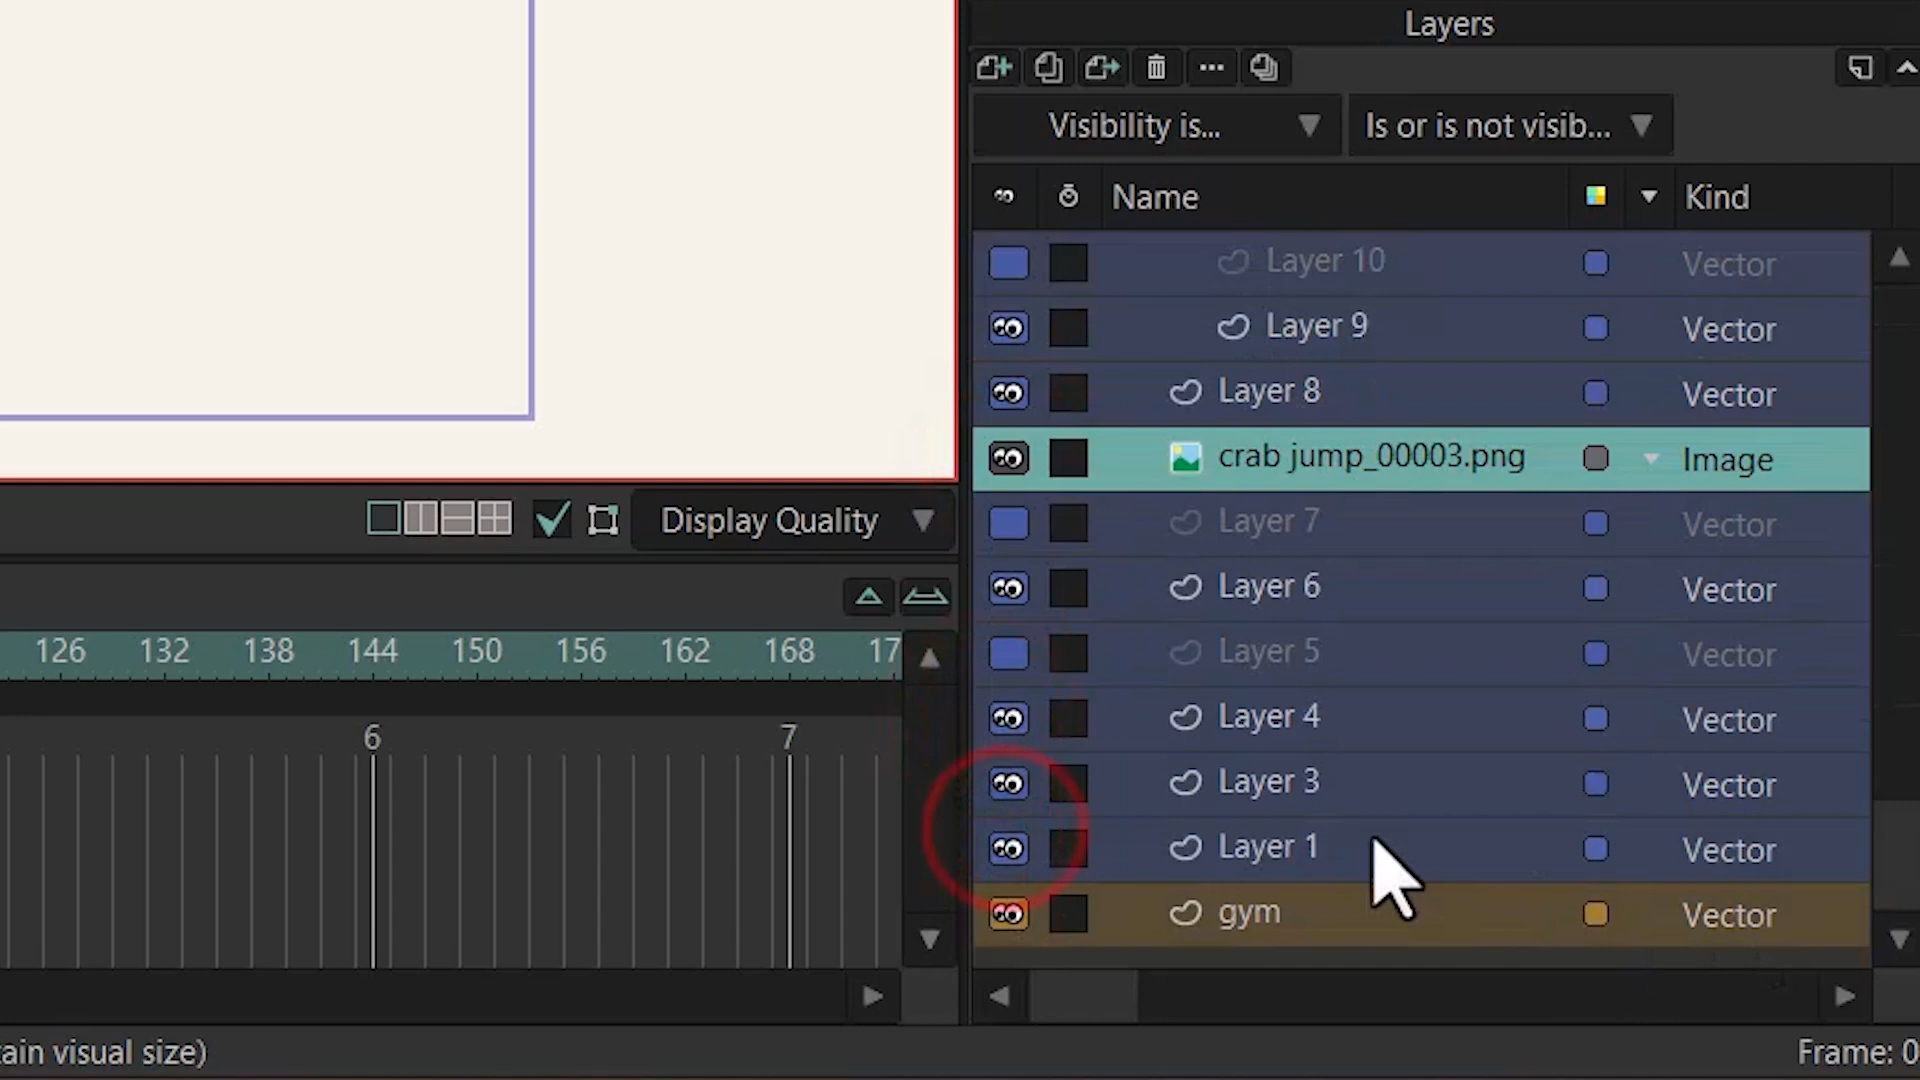 Layers
Visibility is...
Is or is not visib...
Name
Kind
Layer 10
Vector
Layer 9
Vector
Layer 8
Vector
crab jump_00003.png
Image
Layer 7
Vector
Layer 6
Vector
Layer 5
Vector
Layer 4
Vector
Layer 3
Vector
Layer 1
Vector
gym
Vector
Display Quality
126 132 138 144 150 156 162 168 17
6 7
tain visual size)
Frame: 0